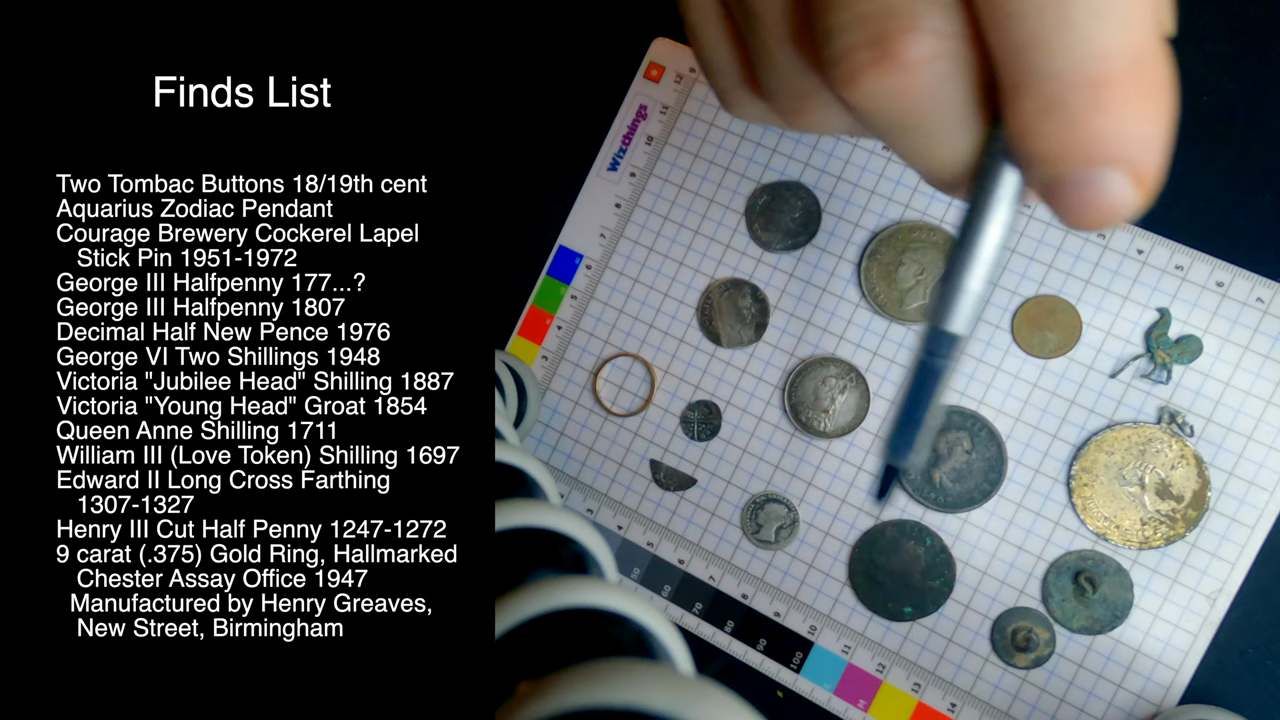 Finds List
Two Tombac Buttons 18/19th cent
Aquarius Zodiac Pendant
Courage Brewery Cockerel Lapel
Stick Pin 1951-1972
George III Halfpenny 177...?
George III Halfpenny 1807
Decimal Half New Pence 1976
George VI Two Shillings 1948
Victoria "Jubilee Head" Shilling 1887
Victoria "Young Head" Groat 1854
Queen Anne Shilling 1711
William III (Love Token) Shilling 1697
Edward II Long Cross Farthing
1307-1327
Henry III Cut Half Penny 1247-1272
9 carat (.375) Gold Ring, Hallmarked
Chester Assay Office 1947
Manufactured by Henry Greaves,
New Street, Birmingham
Wizthings